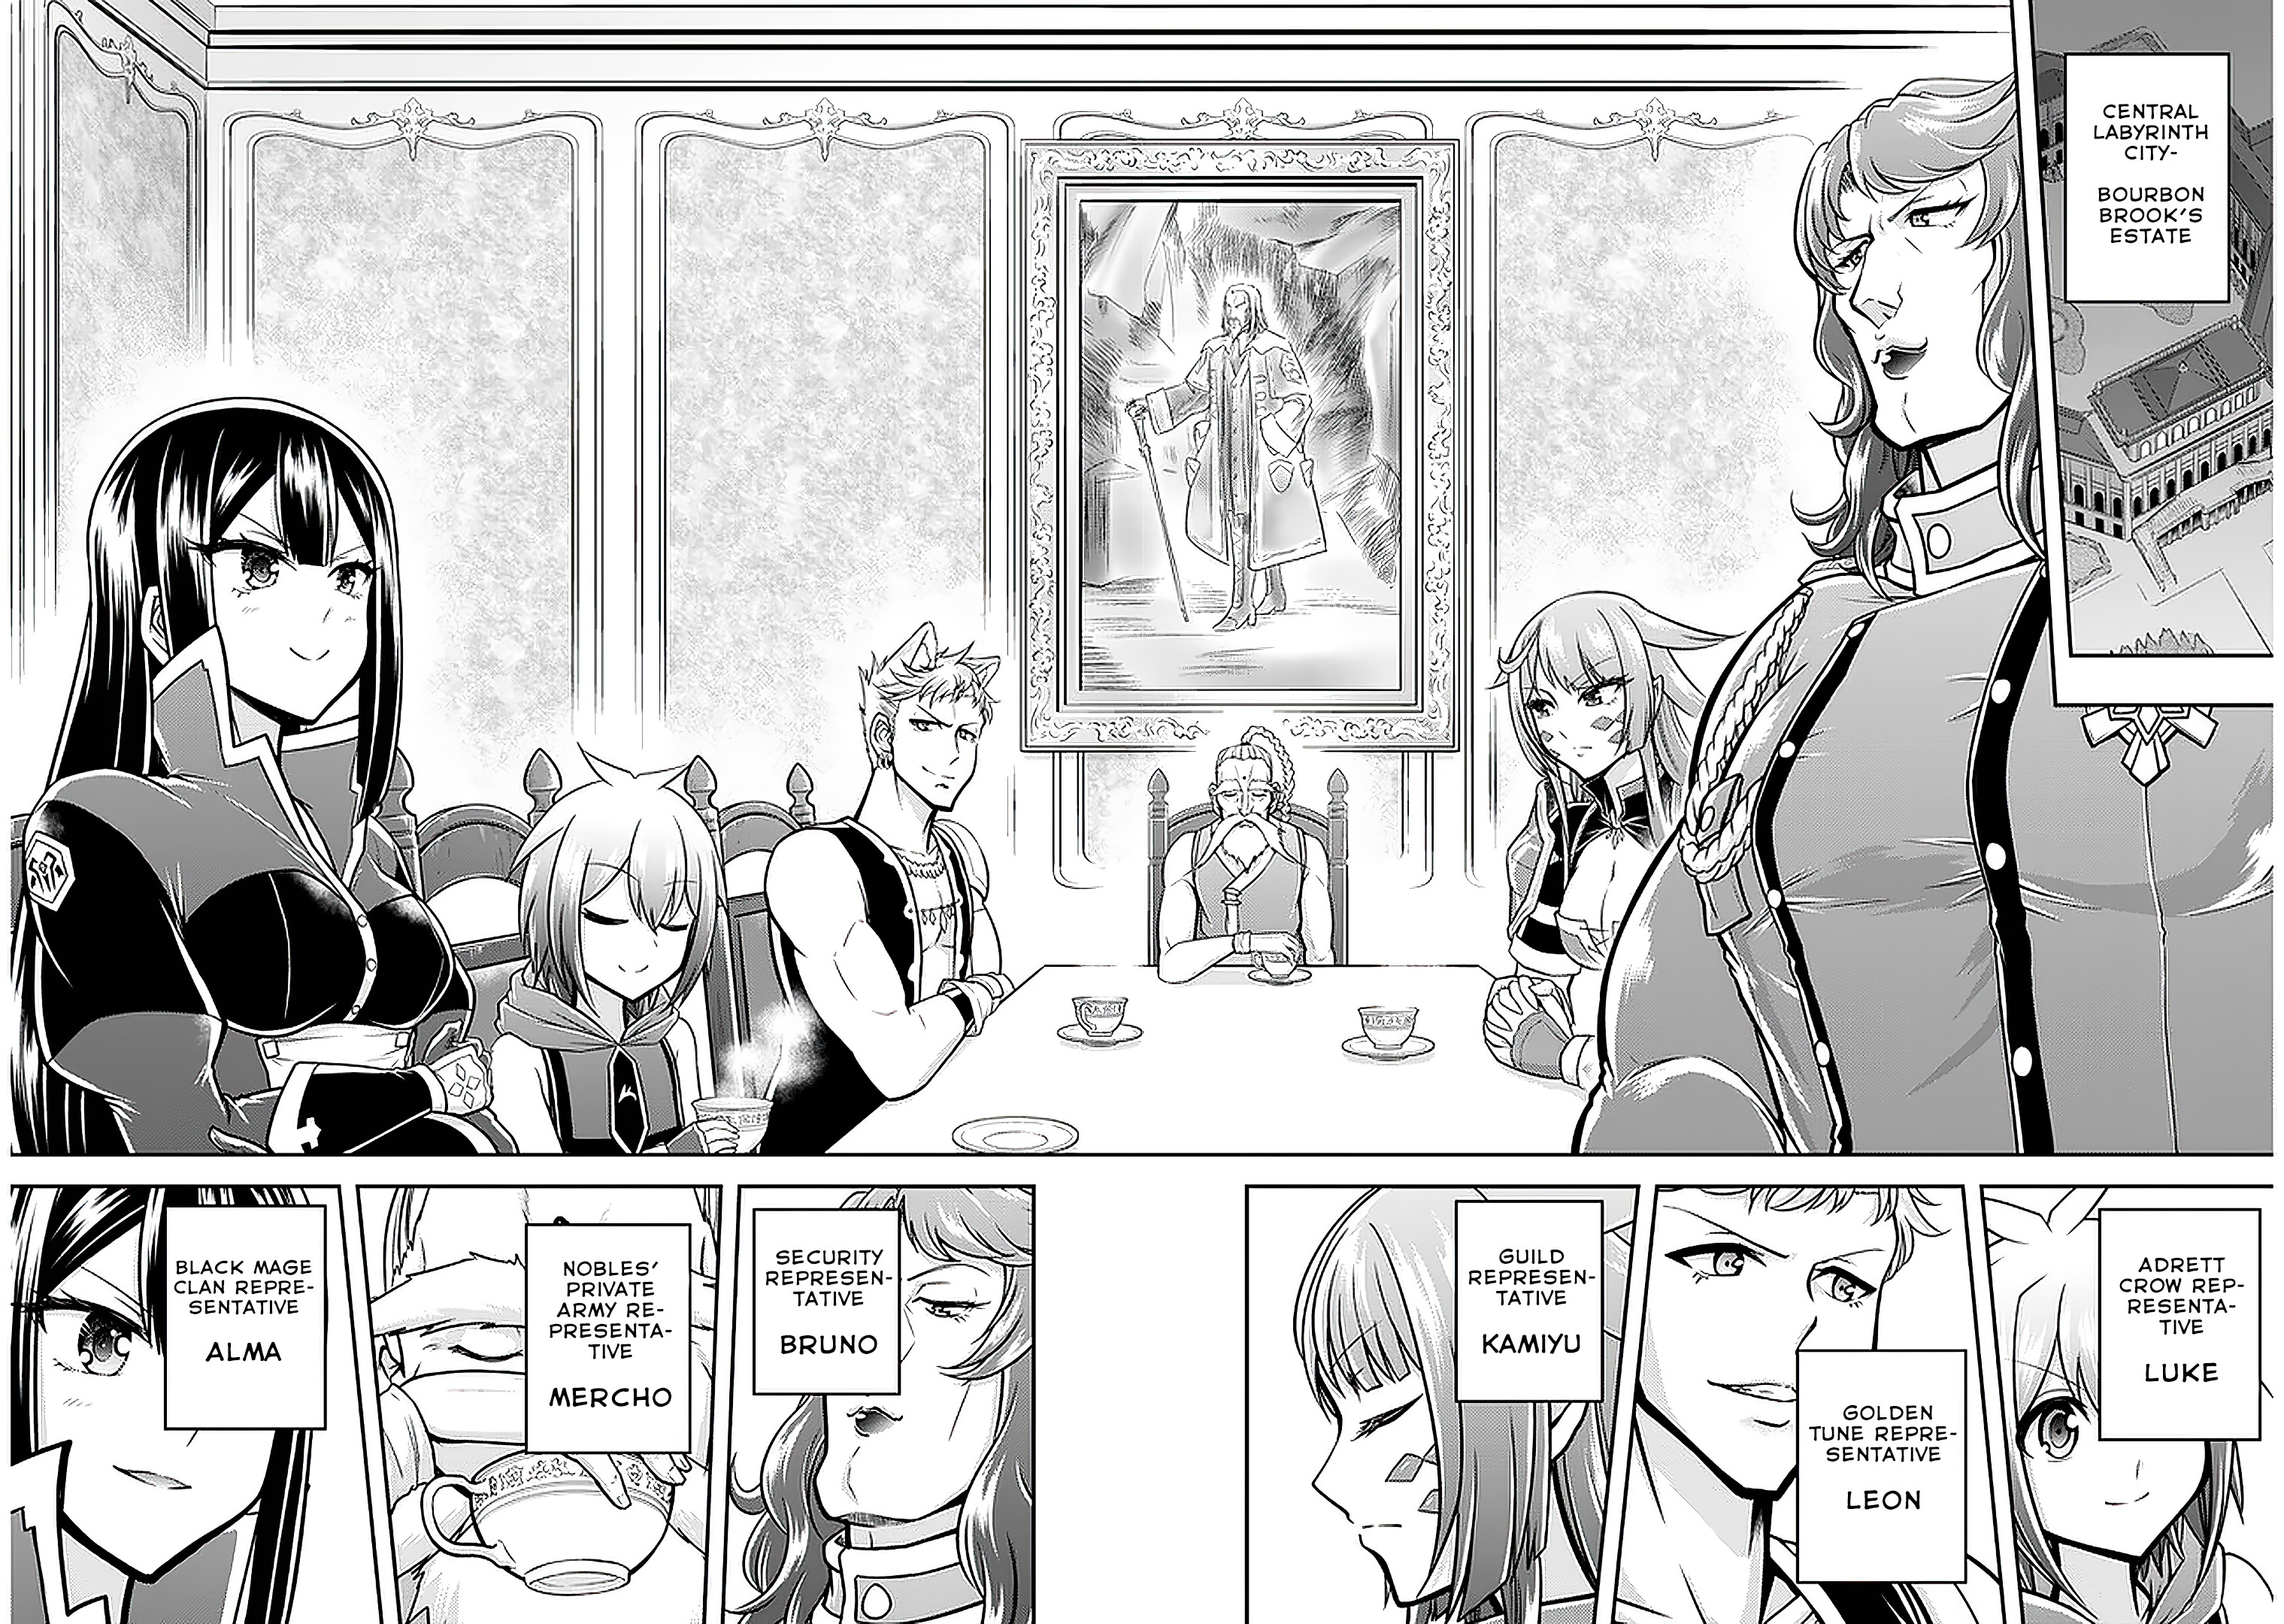 CENTRAL
LABYRINTH
CITY-
BOURBON
BROOK'S
ESTATE
ADRETT
CROW REP-
RESENTA-
TIVE
LUKE
GOLDEN
TUNE REPRE-
SENTATIVE
LEON
GUILD
REPRESEN-
TATIVE
KAMIYU
SECURITY
REPRESEN-
TATIVE
BRUNO
NOBLES'
PRIVATE
ARMY RE-
PRESENTA-
TIVE
MERCHO
BLACK MAGE
CLAN REPRE-
SENTATIVE
ALMA